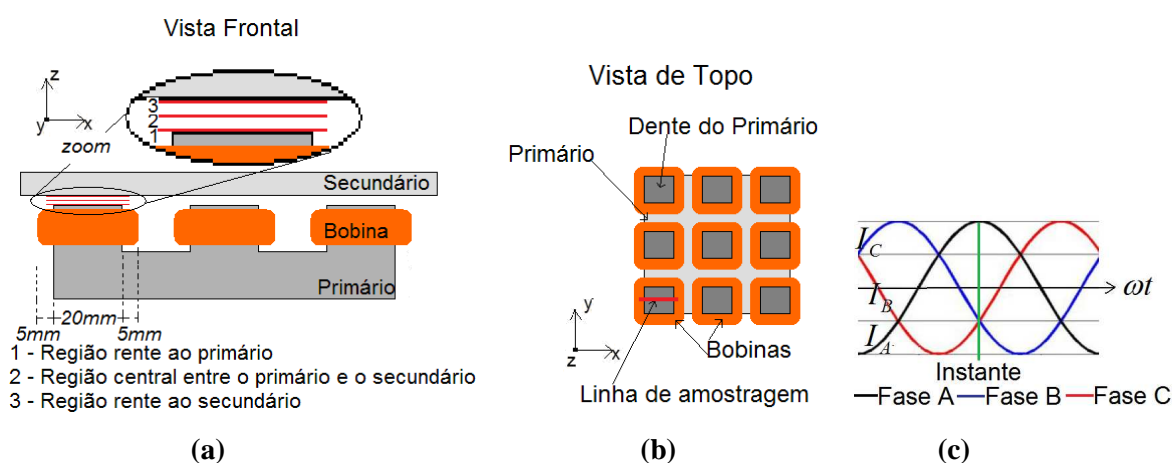 Vista Frontal
z
y
x
zoom
3
2
1
Secundário
Bobina
Primário
5mm
20mm
5mm
1 - Região rente ao primário
2 - Região central entre o primário e o secundário
3 - Região rente ao secundário
(a)
Vista de Topo
Dente do Primário
Primário
y
z
x
Bobinas
Linha de amostragem
(b)
I_C
I_B
I_A
ωt
Instante
Fase A
Fase B
Fase C
(c)